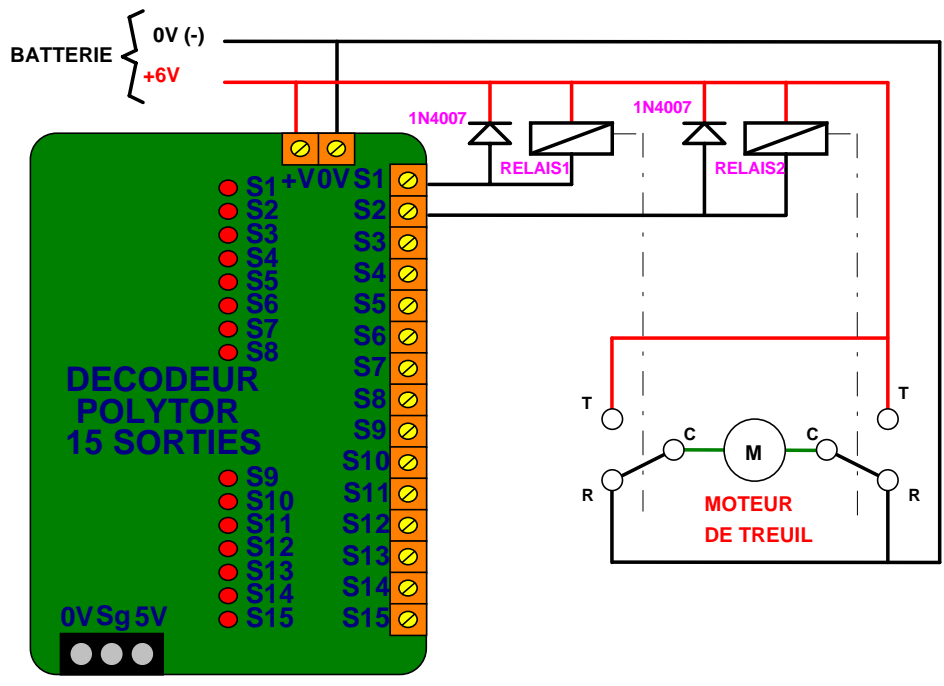 BATTERIE
0V (-)
+6V
1N4007
RELAIS1
1N4007
RELAIS2
+V 0V
S1
S2
S3
S4
S5
S6
S7
S8
DECODEUR
POLYTOR
15 SORTIES
S9
S10
S11
S12
S13
S14
S15
0V Sg 5V
S1
S2
S3
S4
S5
S6
S7
S8
S9
S10
S11
S12
S13
S14
S15
T
T
C
M
C
R
R
MOTEUR
DE TREUIL